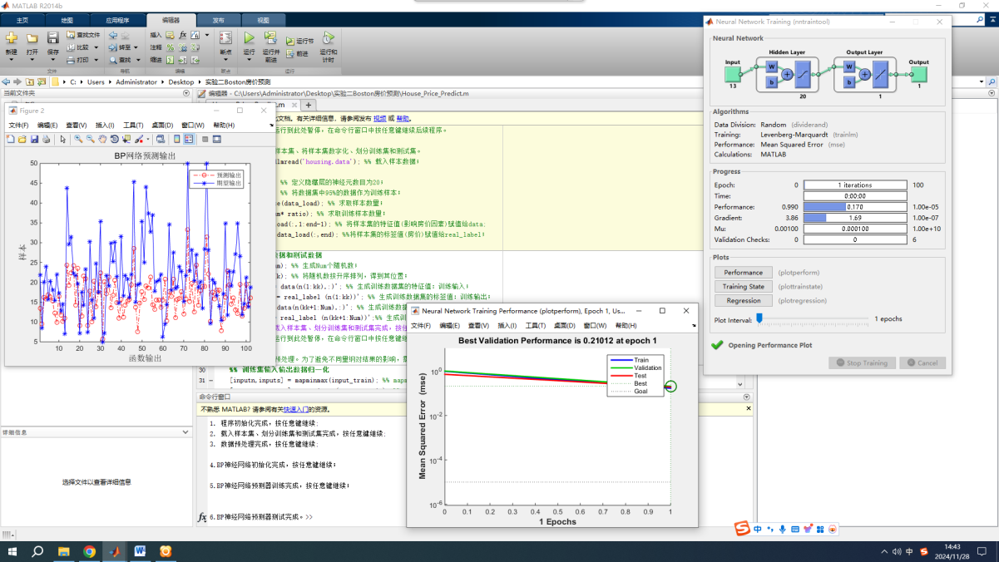 MATLAB R2014b
主页 绘图 应用程序 编辑器 发布 视图
新建 打开 保存 查找文件 比较 打印 转至 查找 插入 注释 缩进 断点 运行 运行并前进 运行节 前进 运行和计时
文件 导航 编辑 断点 运行
C: Users Administrator Desktop 实验二Boston房价预测
当前文件夹
编辑器 - C:\Users\Administrator\Desktop\实验二Boston房价预测\House_Price_Predict.m
文档。有关详细信息，请参阅发布 视频 或 帮助。
运行到此处暂停，在命令行窗口中按任意键继续后续程序。
样本集、将样本集数字化、划分训练集和测试集。
lmread('housing.data'); %% 载入样本数据；
%% 定义隐藏层的神经元数目为20；
%% 将数据集中95%的数据作为训练样本；
e(data_load); %% 求取样本数量；
m* ratio); %% 求取训练样本数量；
oad(:,1:end-1); %% 将样本集的特征值(影响房价因素)赋值给data;
data_load(:,end); %%将样本集的标签值(房价)赋值给real_label;
数据和测试数据
um); %% 生成Num个随机数；
k); %% 将随机数按升序排列，得到其位置；
data(n(1:kk),:)'; %% 生成训练数据集的特征值：训练输入；
= real_label (n(1:kk))'; %% 生成训练数据集的标签值：训练输出；
data(n(kk+1:Num),:)'; %% 生成训练数据
real_label (n(kk+1:Num))';%% 生成训
载入样本集、划分训练集和测试集完成，按任
运行到此处暂停，在命令行窗口中按任意键继
预处理。为了避免不同量纲对结果的影响，
30 %% 训练集输入输出数据归一化
31 – [inputn,inputs] = mapminmax(input_train); %% mapm
命令行窗口
不熟悉 MATLAB? 请参阅有关快速入门的资源。
1. 程序初始化完成，按任意键继续;
2. 载入样本集、划分训练集和测试集完成，按任意键继续;
3. 数据预处理完成，按任意键继续;
4.BP神经网络初始化完成，按任意键继续；
5.BP神经网络预测器训练完成，按任意键继续；
fx 6.BP神经网络预测器测试完成。>>
详细信息
选择文件以查看详细信息
Figure 2
文件(F) 编辑(E) 查看(V) 插入(I) 工具(T) 桌面(D) 窗口(W) 帮助(H)
BP网络预测输出
预测输出
期望输出
50
45
40
35
30
25
20
15
10
5
样本
10 20 30 40 50 60 70 80 90 100
函数输出
Neural Network Training Performance (plotperform), Epoch 1, Us...
文件(F) 编辑(E) 查看(V) 插入(I) 工具(T) 桌面(D) 窗口(W) 帮助(H)
Best Validation Performance is 0.21012 at epoch 1
Train
Validation
Test
Best
Goal
Mean Squared Error (mse)
10^0
10^-2
10^-4
10^-6
0 0.1 0.2 0.3 0.4 0.5 0.6 0.7 0.8 0.9 1
1 Epochs
Neural Network Training (nntraintool)
Neural Network
Hidden Layer Output Layer
Input Output
W b + W b +
13 20 1 1
Algorithms
Data Division: Random (dividerand)
Training: Levenberg-Marquardt (trainlm)
Performance: Mean Squared Error (mse)
Calculations: MATLAB
Progress
Epoch: 0 1 iterations 100
Time: 0:00:00
Performance: 0.990 0.170 1.00e-05
Gradient: 3.86 1.69 1.00e-07
Mu: 0.00100 0.000100 1.00e+10
Validation Checks: 0 0 6
Plots
Performance (plotperform)
Training State (plottrainstate)
Regression (plotregression)
Plot Interval: 1 epochs
Opening Performance Plot
Stop Training Cancel
S 中
中 S
14:43
2024/11/28